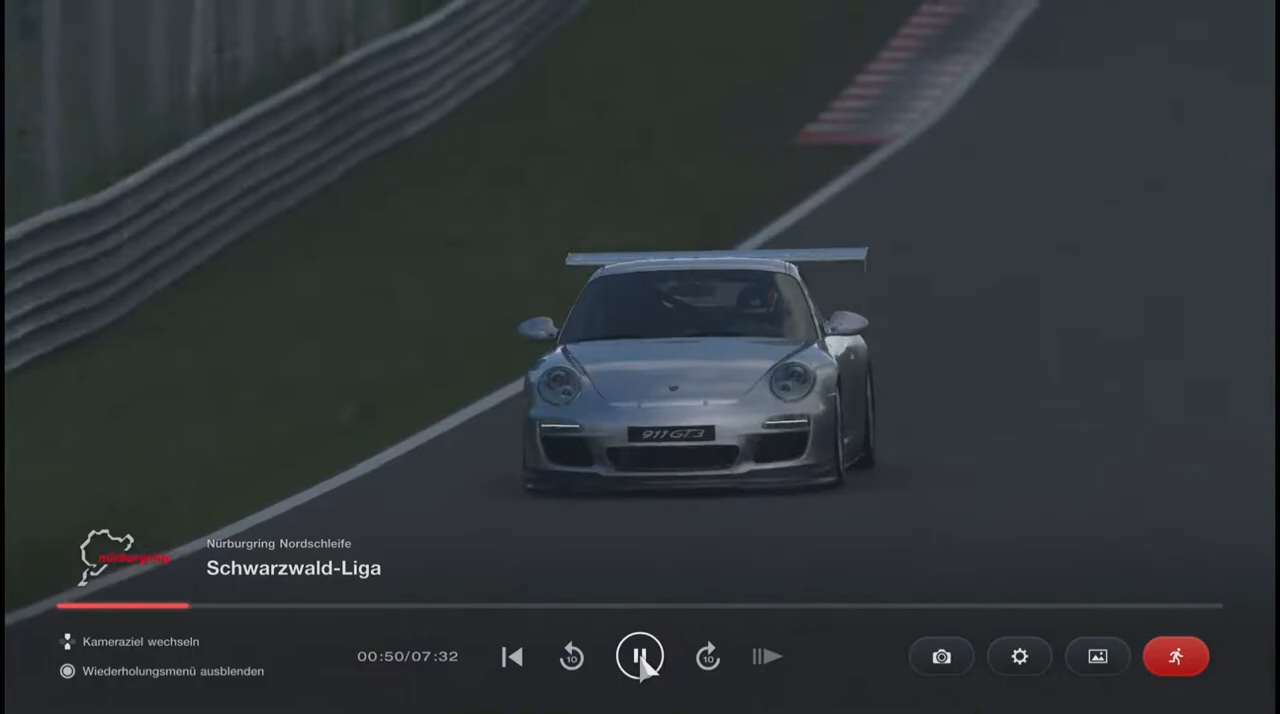 911 GT3
nürburgring
Nürburgring Nordschleife
Schwarzwald-Liga
Kameraziel wechseln
Wiederholungsmenü ausblenden
00:50/07:32
10
10